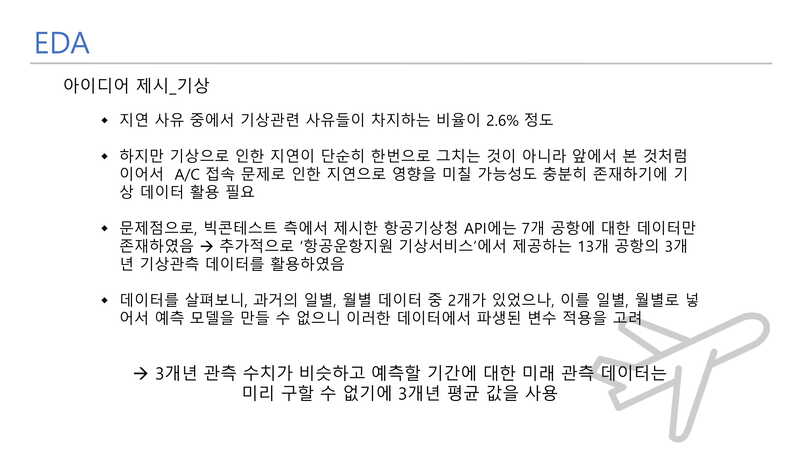 EDA
아이디어 제시_기상
◆ 지연 사유 중에서 기상관련 사유들이 차지하는 비율이 2.6% 정도
◆ 하지만 기상으로 인한 지연이 단순히 한번으로 그치는 것이 아니라 앞에서 본 것처럼
이어서 A/C 접속 문제로 인한 지연으로 영향을 미칠 가능성도 충분히 존재하기에 기
상 데이터 활용 필요
◆ 문제점으로, 빅콘테스트 측에서 제시한 항공기상청 API에는 7개 공항에 대한 데이터만
존재하였음 → 추가적으로 '항공운항지원 기상서비스'에서 제공하는 13개 공항의 3개
년 기상관측 데이터를 활용하였음
◆ 데이터를 살펴보니, 과거의 일별, 월별 데이터 중 2개가 있었으나, 이를 일별, 월별로 넣
어서 예측 모델을 만들 수 없으니 이러한 데이터에서 파생된 변수 적용을 고려
→ 3개년 관측 수치가 비슷하고 예측할 기간에 대한 미래 관측 데이터는
미리 구할 수 없기에 3개년 평균 값을 사용